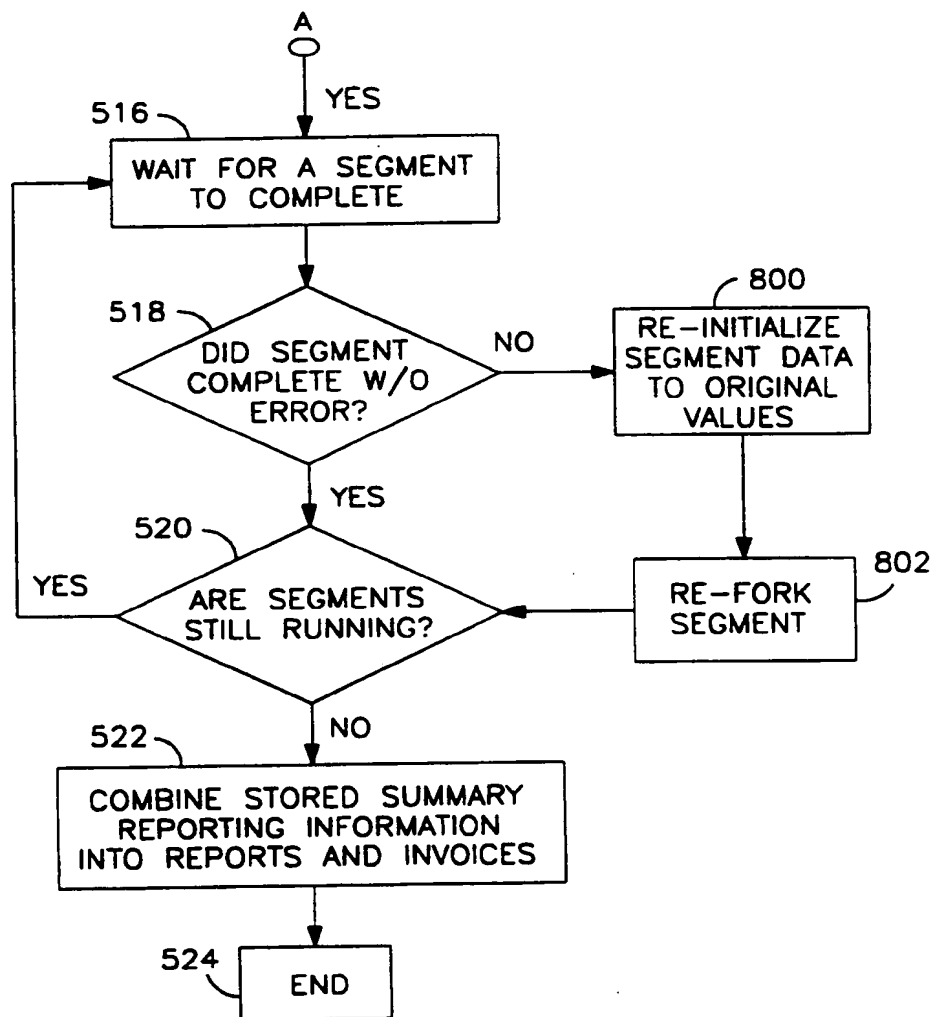 A
YES
516
WAIT FOR A SEGMENT
TO COMPLETE
518
DID SEGMENT
COMPLETE W/O
ERROR?
NO
800
RE-INITIALIZE
SEGMENT DATA
TO ORIGINAL
VALUES
YES
520
YES
ARE SEGMENTS
STILL RUNNING?
RE-FORK
SEGMENT
802
NO
522
COMBINE STORED SUMMARY
REPORTING INFORMATION
INTO REPORTS AND INVOICES
524
END